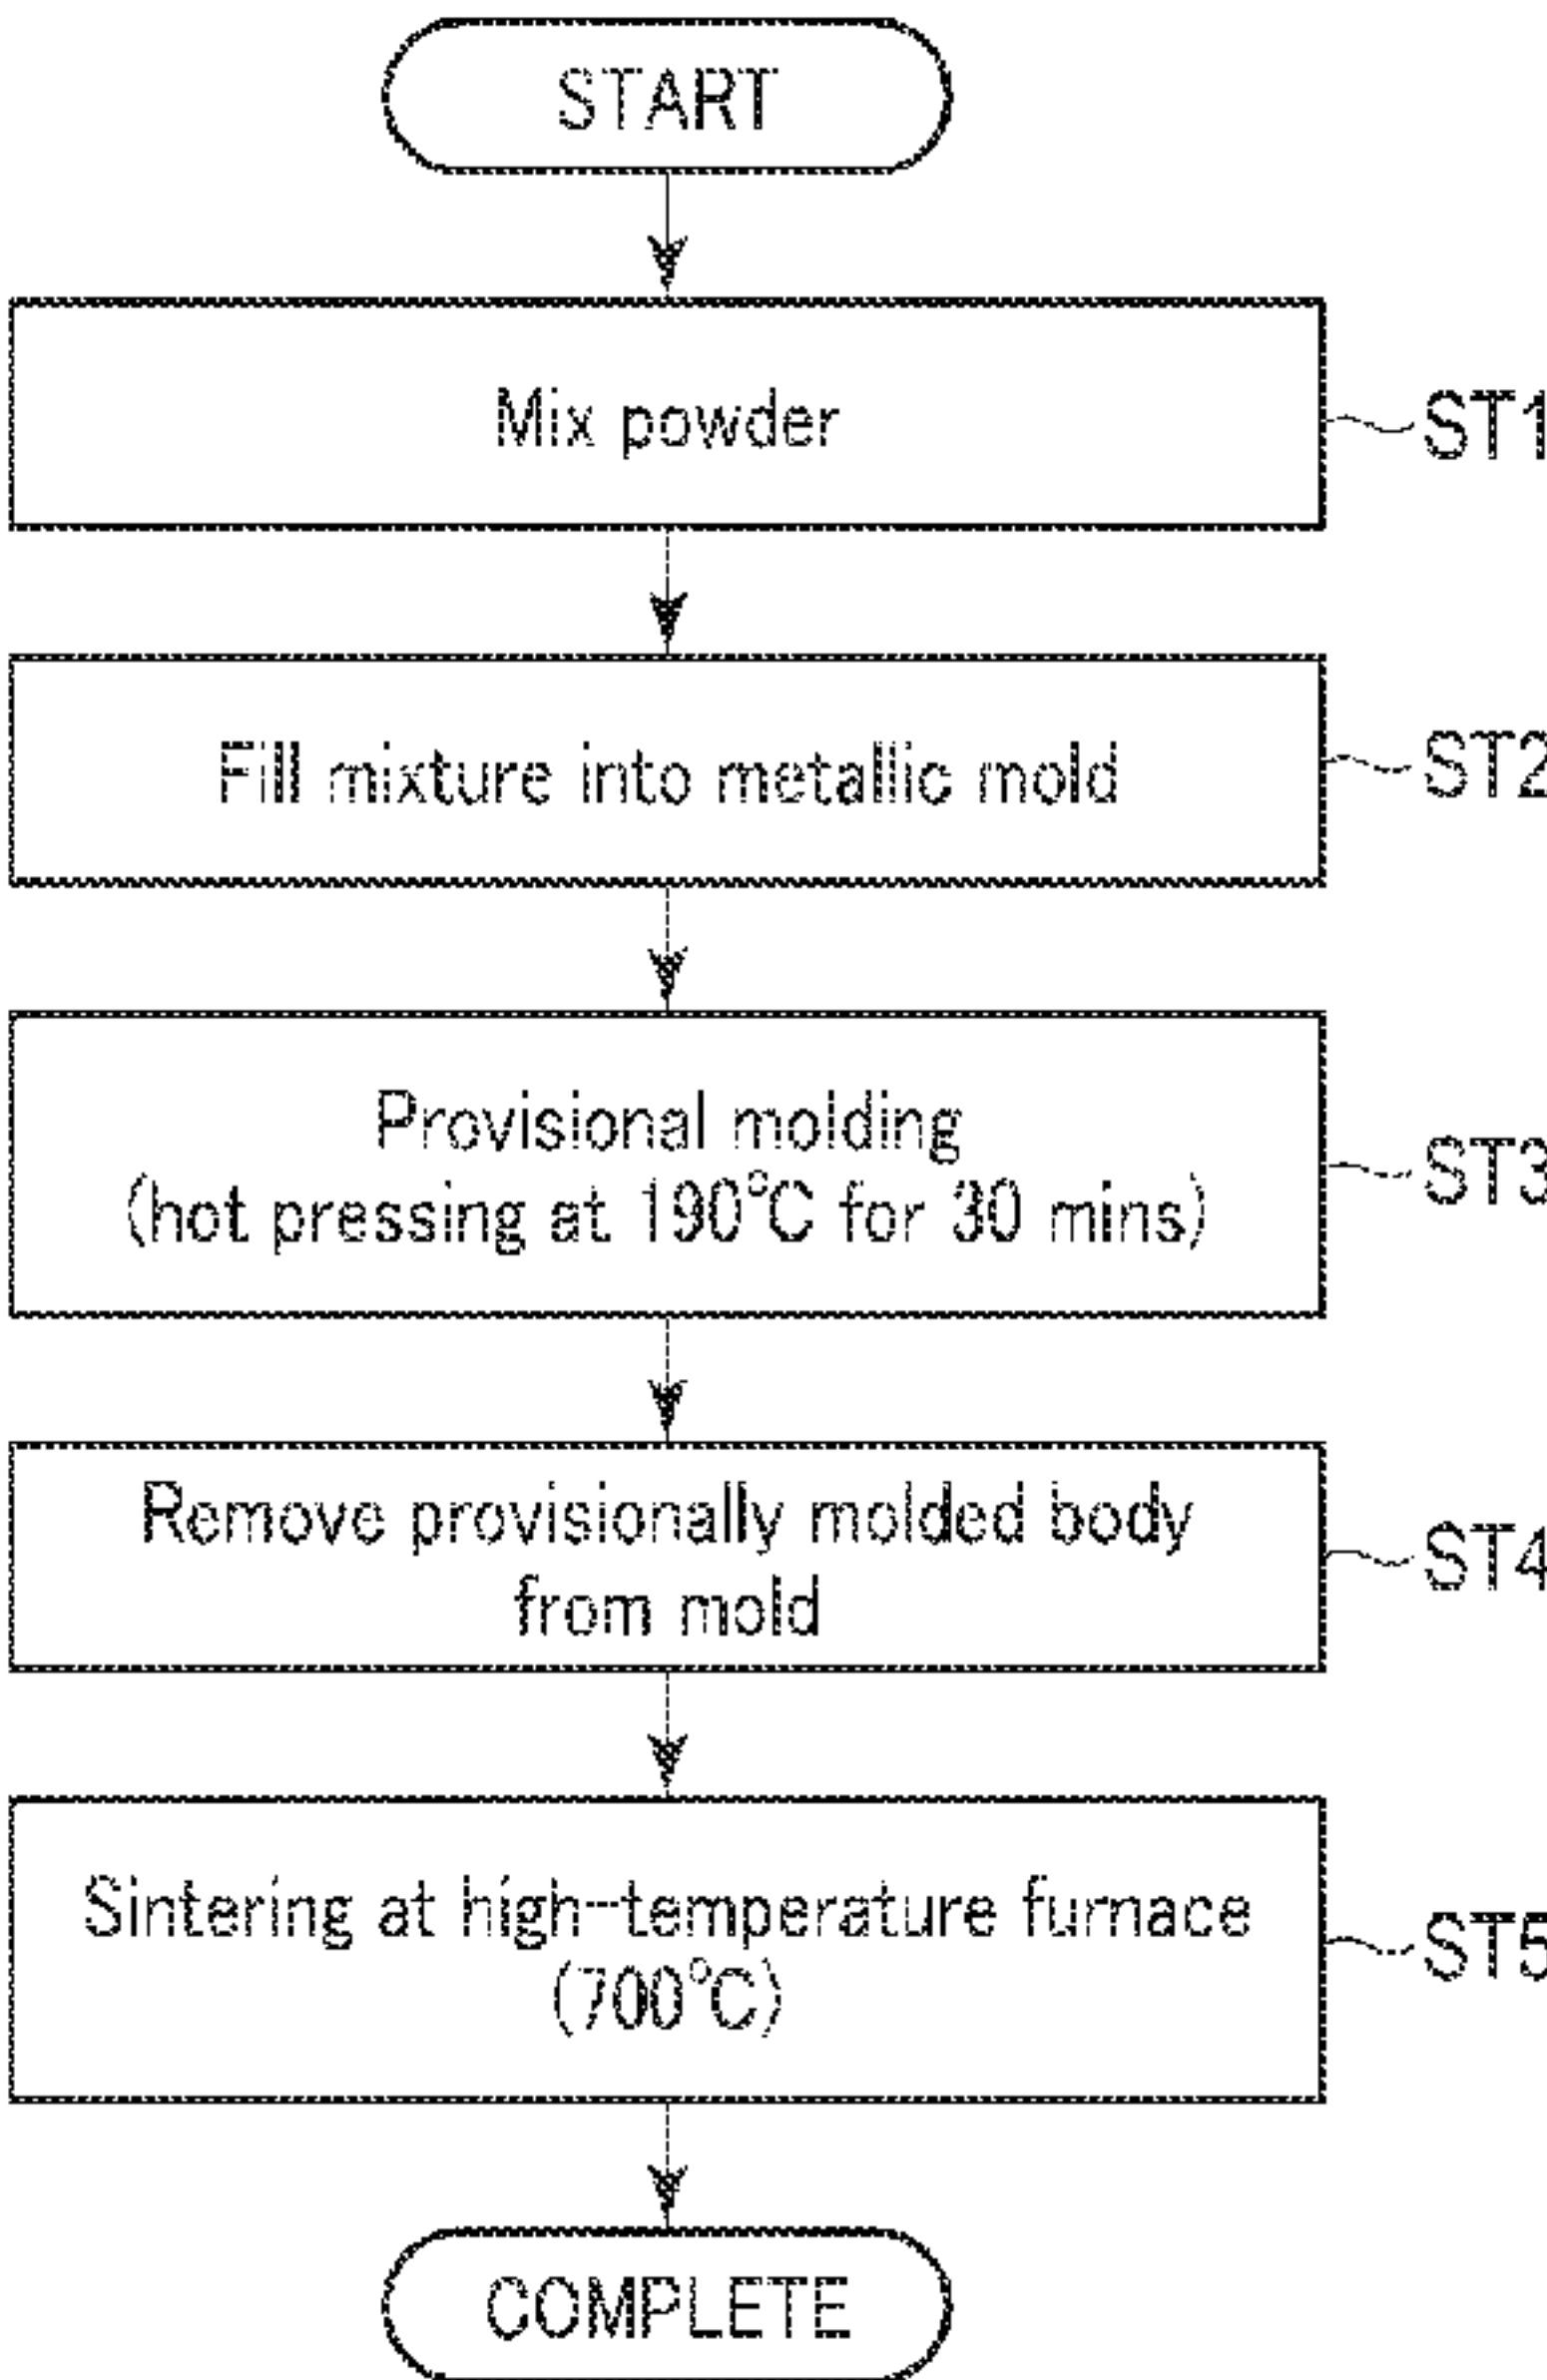 START
Mix powder
ST1
Fill mixture into metallic mold
ST2
Provisional molding
(hot pressing at 190℃ for 30 mins)
ST3
Remove provisionally molded body
from mold
ST4
Sintering at high-temperature furnace
(700℃)
ST5
COMPLETE